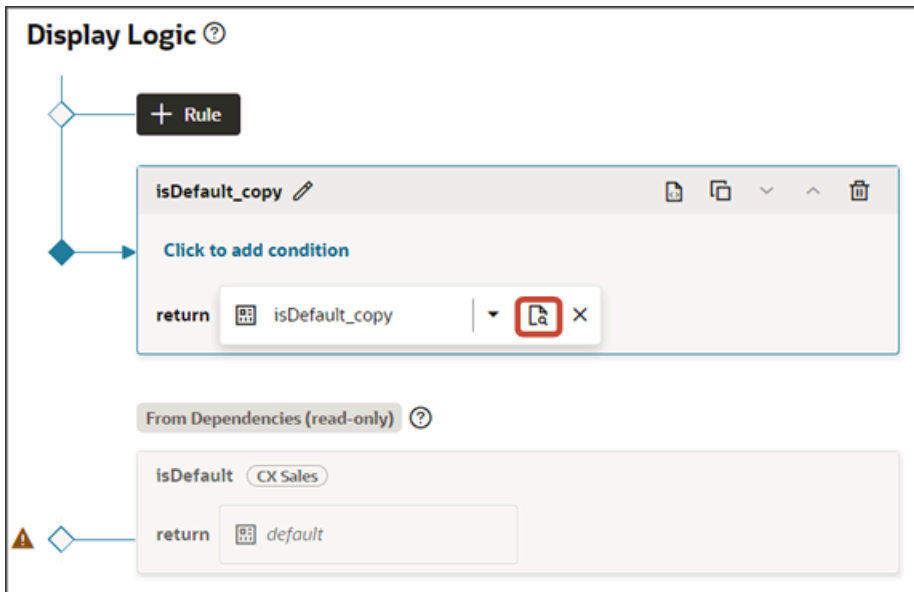 Display Logic
+ Rule
isDefault_copy
Click to add condition
return isDefault_copy
From Dependencies (read-only)
isDefault CX Sales
return default